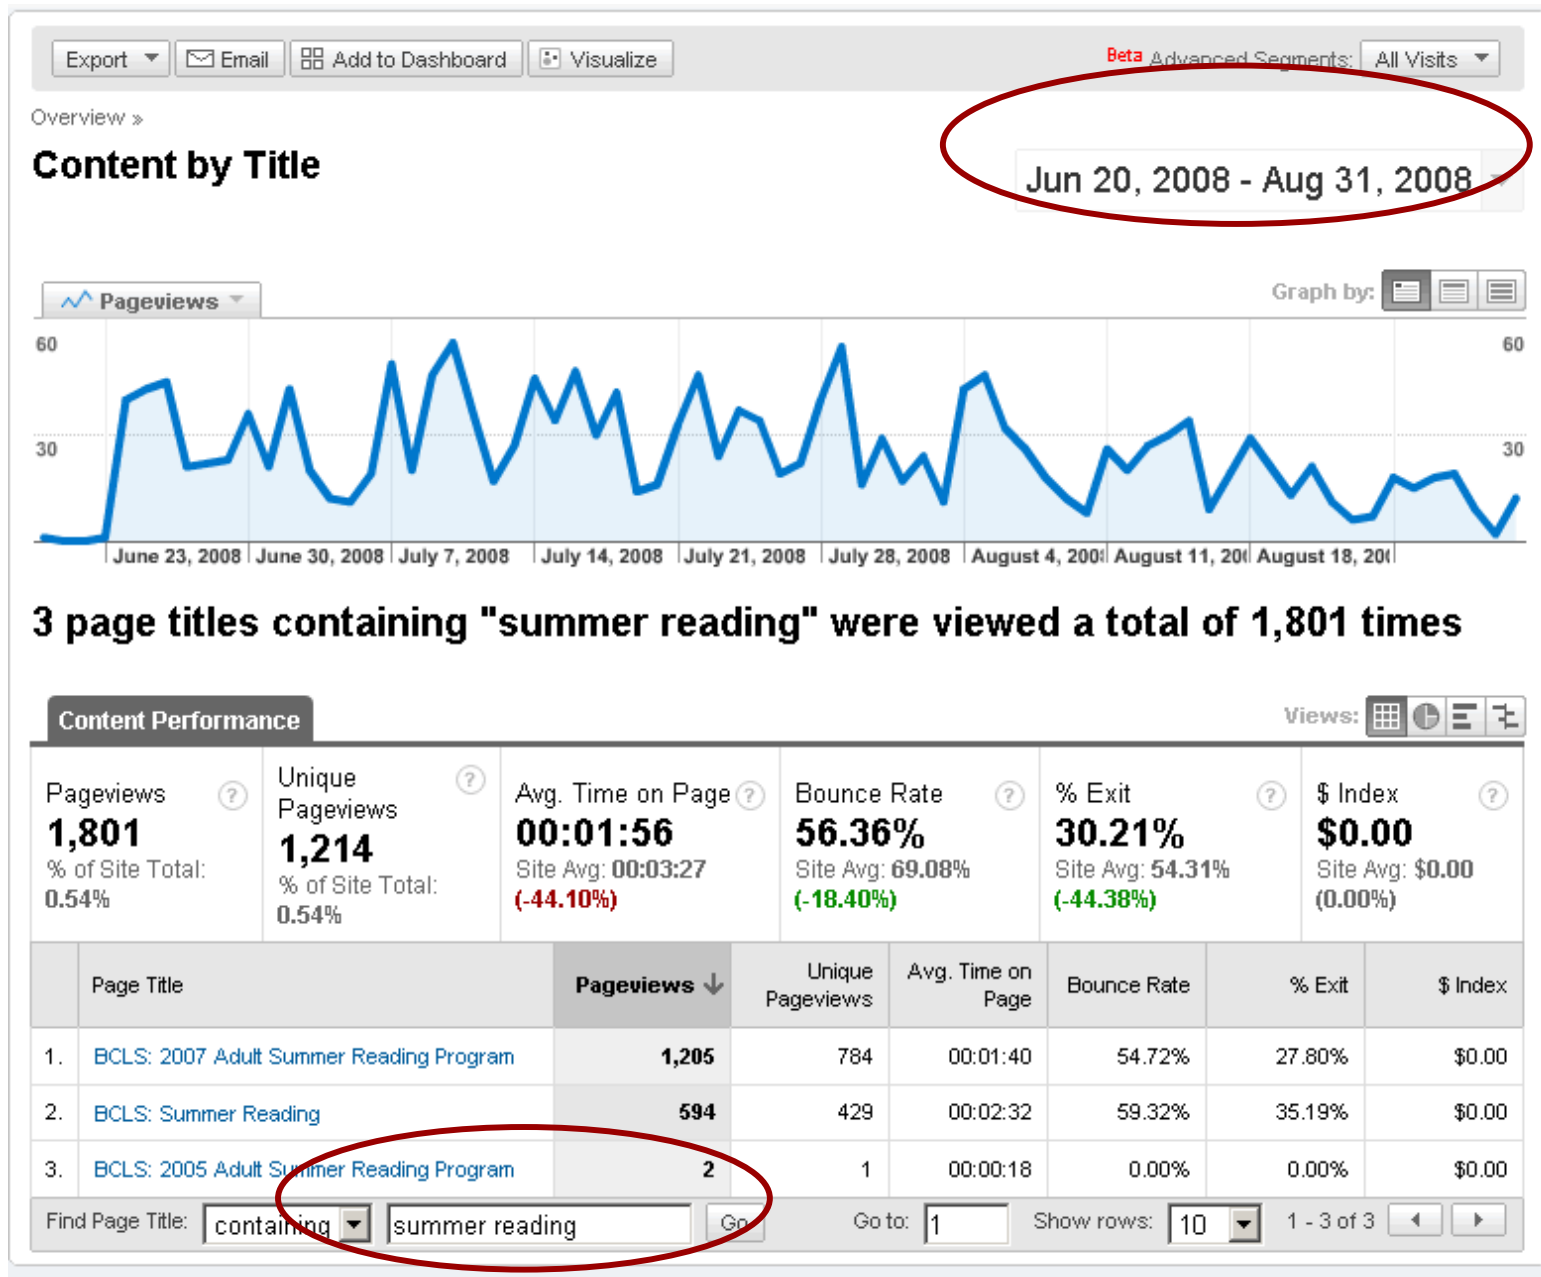 Export Email Add to Dashboard Visualize Beta Advanced Segments: All Visits
Overview »
Content by Title
Jun 20, 2008 - Aug 31, 2008
Pageviews Graph by:
60 60
30 30
June 23, 2008 June 30, 2008 July 7, 2008 July 14, 2008 July 21, 2008 July 28, 2008 August 4, 200 August 11, 20 August 18, 20
3 page titles containing "summer reading" were viewed a total of 1,801 times
Content Performance Views:
Pageviews ?
1,801
% of Site Total:
0.54%
Unique ?
Pageviews
1,214
% of Site Total:
0.54%
Avg. Time on Page ?
00:01:56
Site Avg: 00:03:27
(-44.10%)
Bounce Rate ?
56.36%
Site Avg: 69.08%
(-18.40%)
% Exit ?
30.21%
Site Avg: 54.31%
(-44.38%)
$ Index ?
$0.00
Site Avg: $0.00
(0.00%)
Page Title Pageviews Unique Pageviews Avg. Time on Page Bounce Rate % Exit $ Index
1. BCLS: 2007 Adult Summer Reading Program 1,205 784 00:01:40 54.72% 27.80% $0.00
2. BCLS: Summer Reading 594 429 00:02:32 59.32% 35.19% $0.00
3. BCLS: 2005 Adult Summer Reading Program 2 1 00:00:18 0.00% 0.00% $0.00
Find Page Title: containing summer reading Go Go to: 1 Show rows: 10 1 - 3 of 3